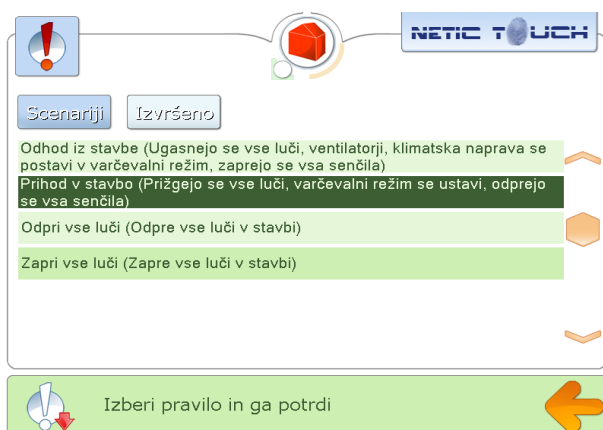 NETIC TOUCH
Scenariji
Izvršeno
Odhod iz stavbe (Ugasnejo se vse luči, ventilatorji, klimatska naprava se
postavi v varčevalni režim, zaprejo se vsa senčila)
Prihod v stavbo (Prižgejo se vse luči, varčevalni režim se ustavi, odprejo
se vsa senčila)
Odpri vse luči (Odpre vse luči v stavbi)
Zapri vse luči (Zapre vse luči v stavbi)
Izberi pravilo in ga potrdi